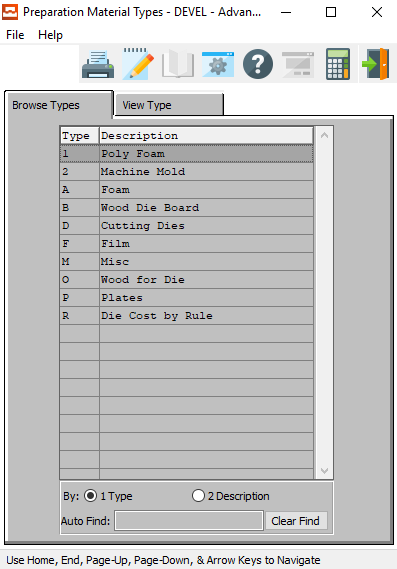 Preparation Material Types - DEVEL - Advan...
File Help
Browse Types View Type
Type Description
1 Poly Foam
2 Machine Mold
A Foam
B Wood Die Board
D Cutting Dies
F Film
M Misc
O Wood for Die
P Plates
R Die Cost by Rule
By: 1 Type 2 Description
Auto Find: Clear Find
Use Home, End, Page-Up, Page-Down, & Arrow Keys to Navigate